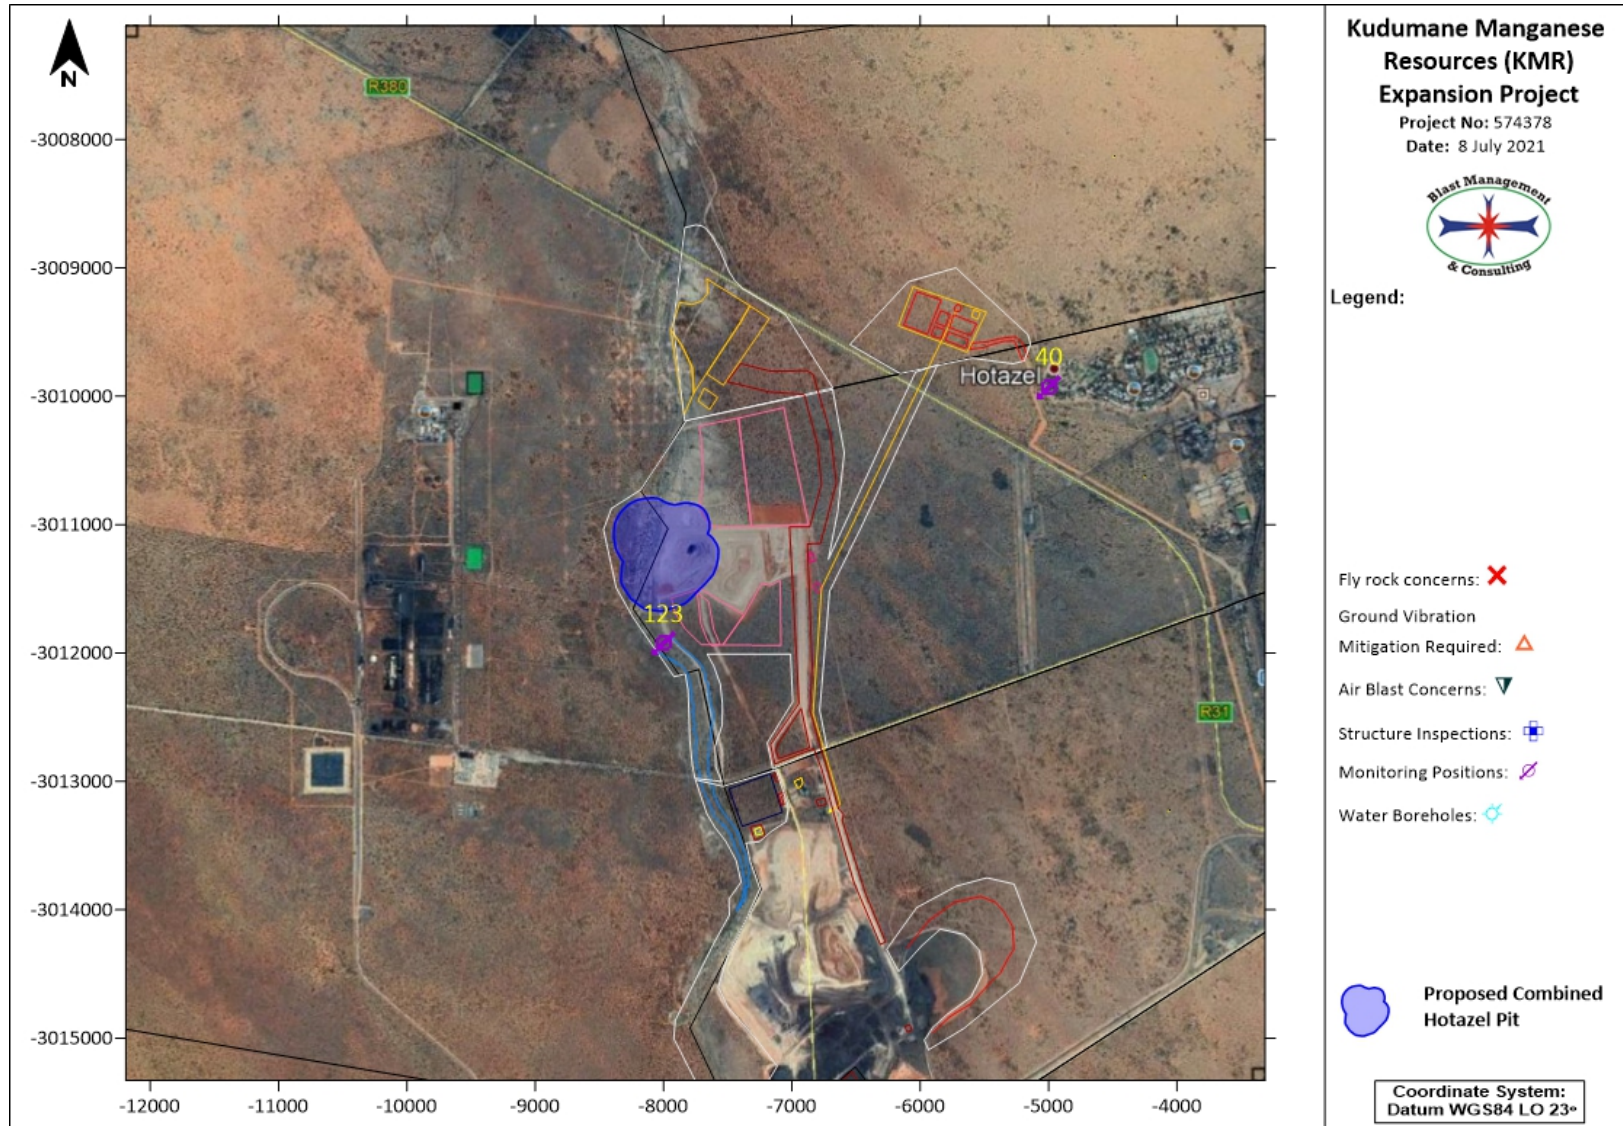 Kudumane Manganese
Resources (KMR)
Expansion Project
Project No: 574378
Date: 8 July 2021
Blast Management
& Consulting
Legend:
Fly rock concerns:
Ground Vibration
Mitigation Required:
Air Blast Concerns:
Structure Inspections:
Monitoring Positions:
Water Boreholes:
Proposed Combined
Hotazel Pit
Coordinate System:
Datum WGS84 LO 23º
N
R380
40
Hotazel
123
R31
-3008000
-3009000
-3010000
-3011000
-3012000
-3013000
-3014000
-3015000
-12000 -11000 -10000 -9000 -8000 -7000 -6000 -5000 -4000